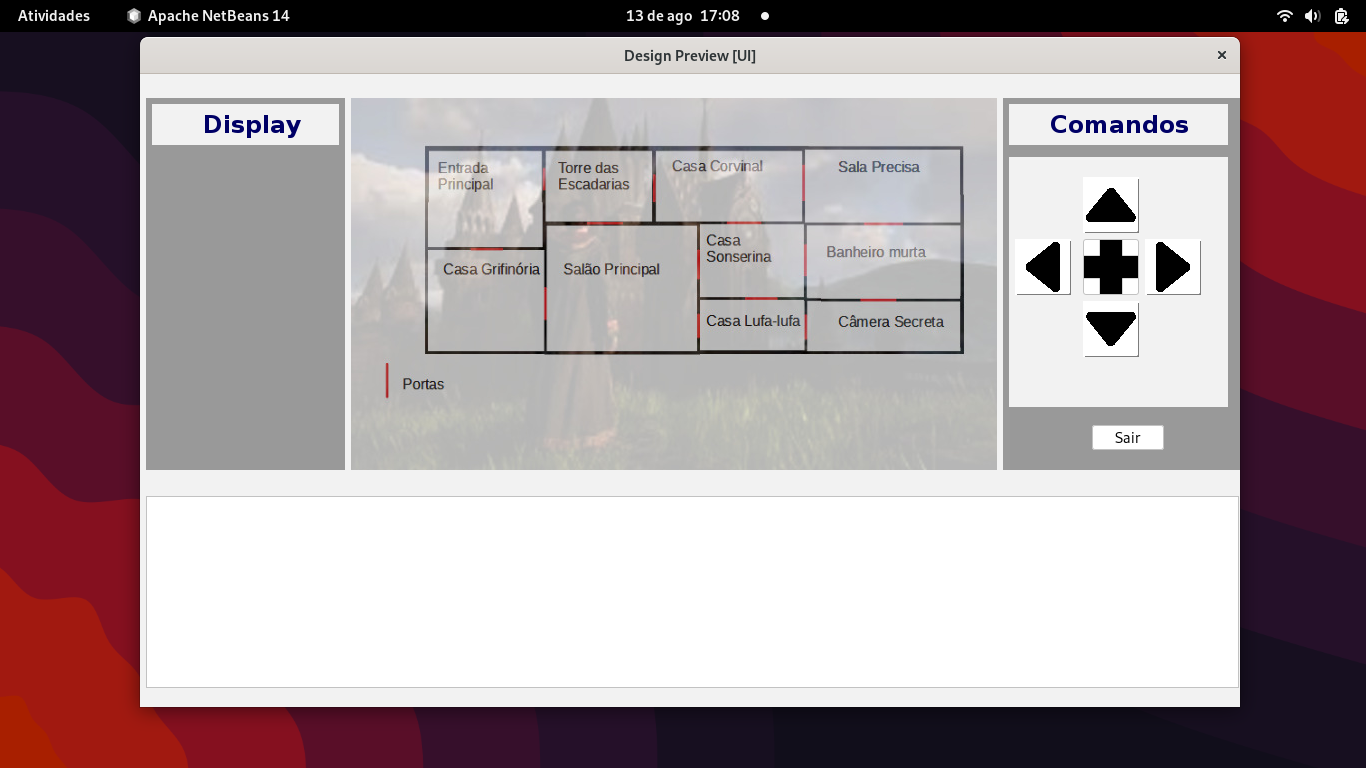 Atividades
Apache NetBeans 14
13 de ago 17:08
Design Preview [UI]
Display
Comandos
Entrada
Principal
Torre das
Escadarias
Casa Corvinal
Sala Precisa
Casa Grifinória
Salão Principal
Casa
Sonserina
Banheiro murta
Casa Lufa-lufa
Câmera Secreta
Portas
Sair